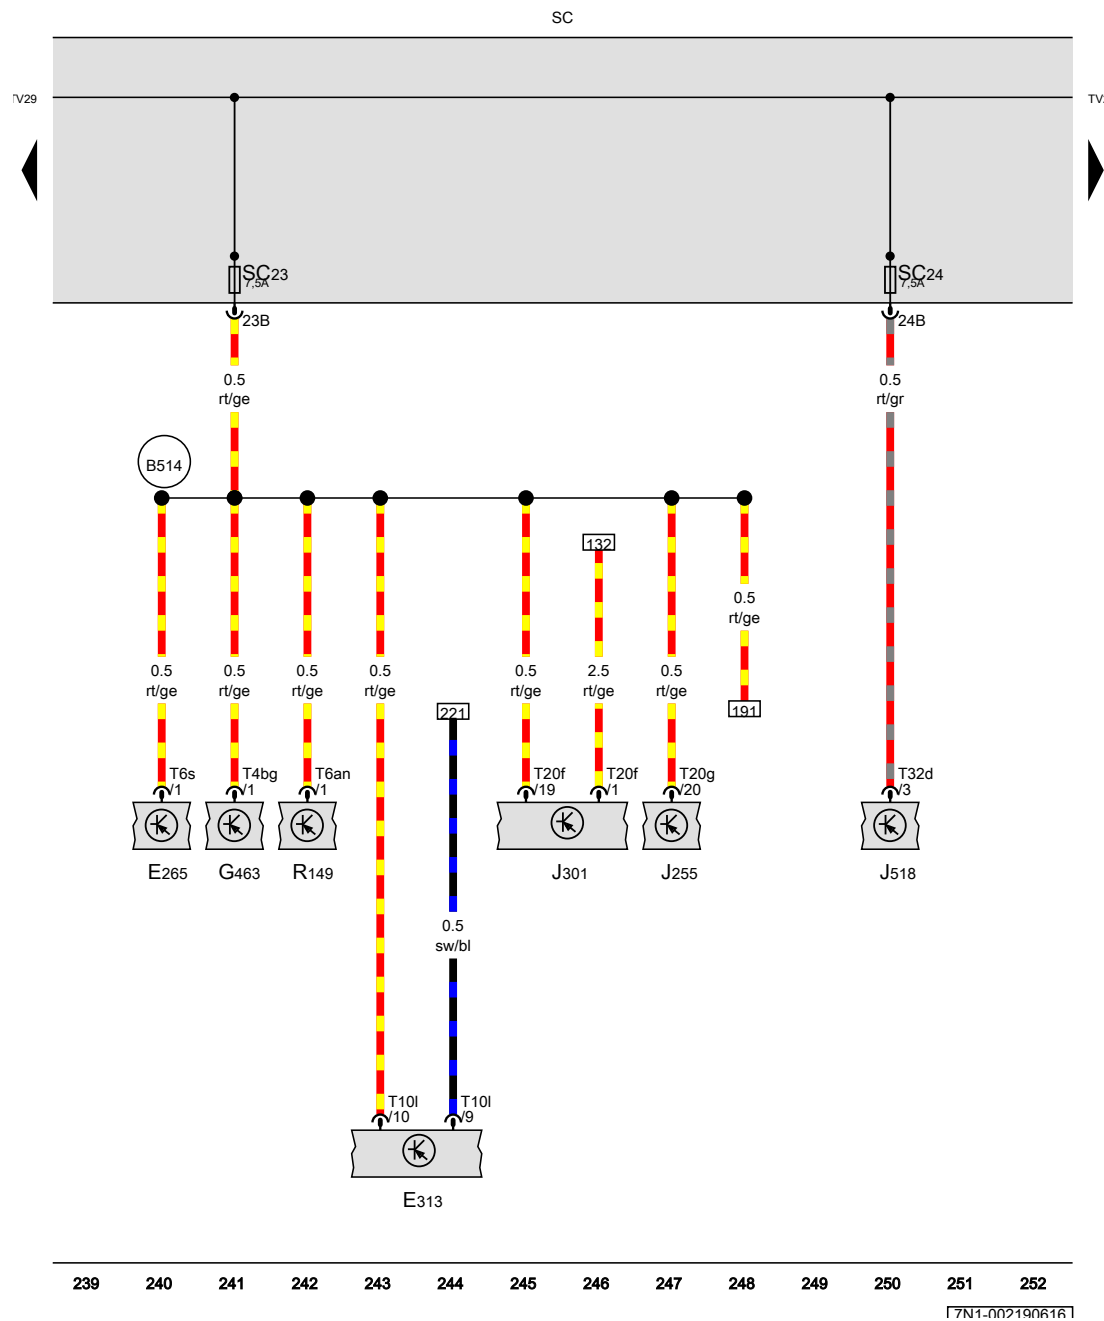 SC
TV29
SC23
7,5A
SC24
7,5A
23B
24B
0.5
rt/ge
0.5
rt/gr
B514
132
0.5
rt/ge
0.5
rt/ge
0.5
rt/ge
0.5
rt/ge
0.5
rt/ge
0.5
rt/ge
2.5
rt/ge
0.5
rt/ge
221
191
T6s
/1
T4bg
/1
T6an
/1
T20f
/19
T20f
/1
T20g
/20
T32d
/3
E265
G463
R149
J301
J255
J518
0.5
sw/bl
T10l
/10
T10l
/9
E313
239 240 241 242 243 244 245 246 247 248 249 250 251 252
7N1-002190616